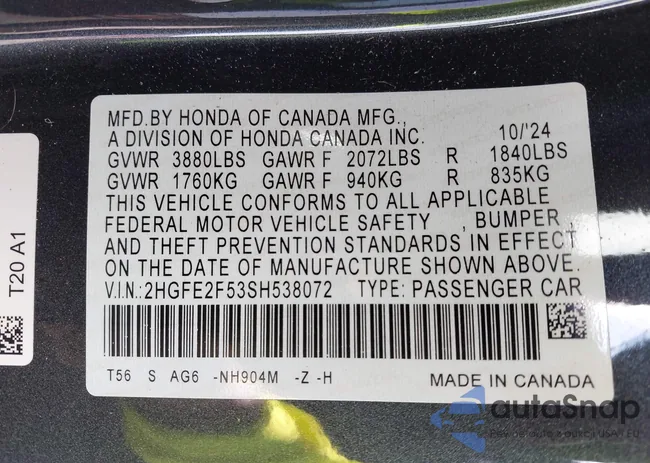 MFD.BY HONDA OF CANADA MFG.,
A DIVISION OF HONDA CANADA INC. 10/'24
GVWR 3880LBS GAWR F 2072LBS R 1840LBS
GVWR 1760KG GAWR F 940KG R 835KG
THIS VEHICLE CONFORMS TO ALL APPLICABLE
FEDERAL MOTOR VEHICLE SAFETY , BUMPER
AND THEFT PREVENTION STANDARDS IN EFFECT
ON THE DATE OF MANUFACTURE SHOWN ABOVE.
V.I.N.:2HGFE2F53SH538072 TYPE: PASSENGER CAR
T56 S AG6 -NH904M -Z -H MADE IN CANADA
T20 A1
autaSnap